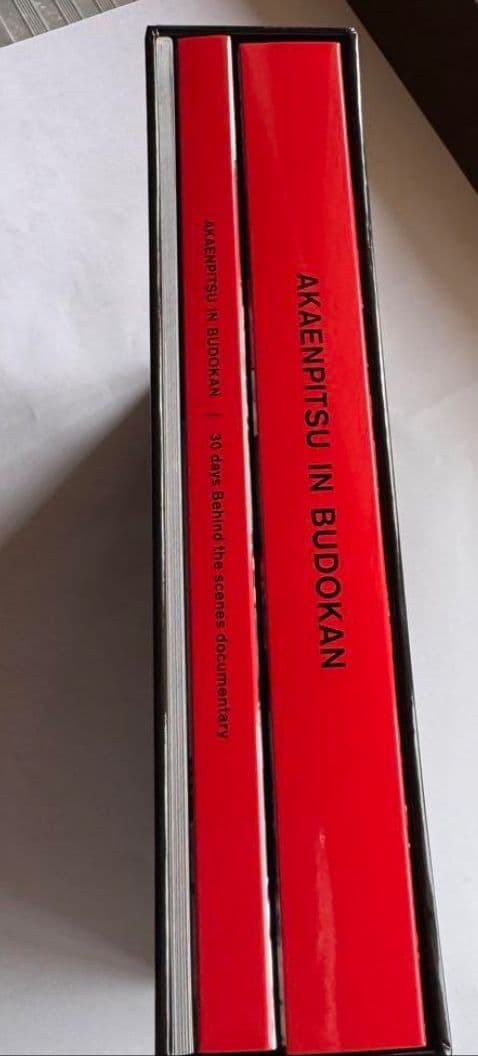 AKAENPITSU IN BUDOKAN | 30 days Behind the scenes documentary
AKAENPITSU IN BUDOKAN